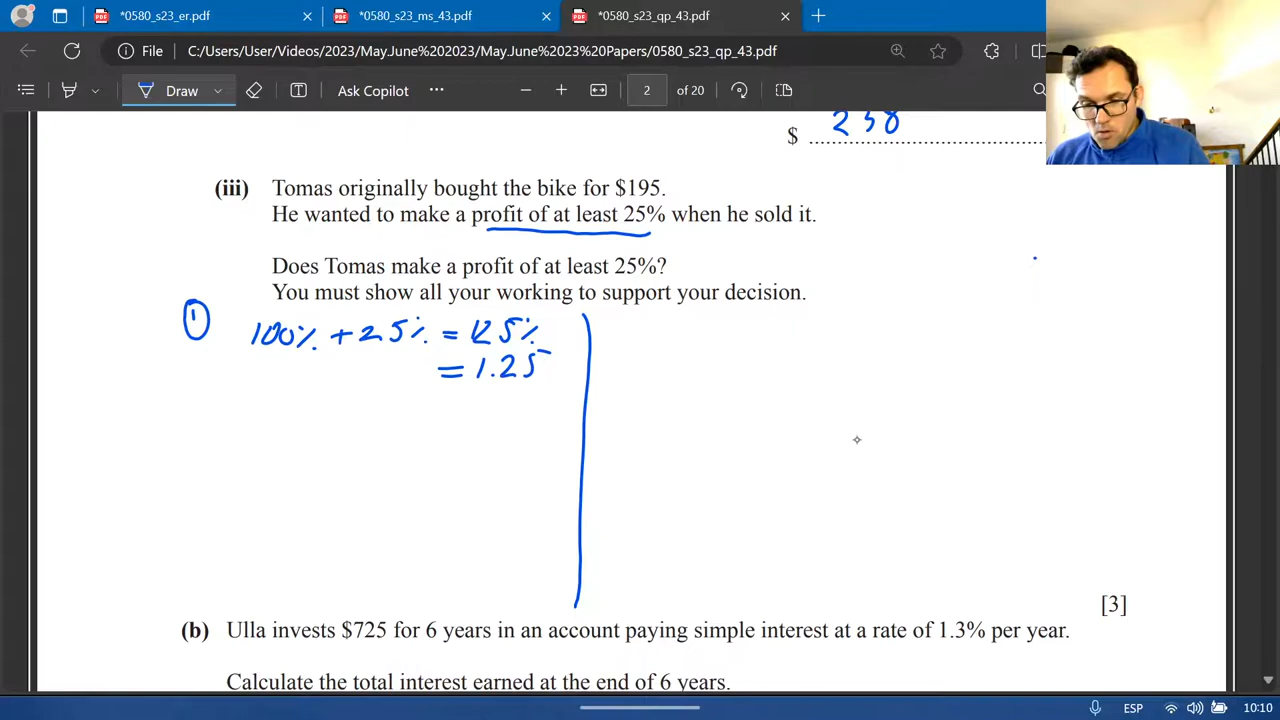 *0580_s23_er.pdf
*0580_s23_ms_43.pdf
*0580_s23_qp_43.pdf
File
C:/Users/User/Videos/2023/May.June%202023/May.June%2023%20Papers/0580_s23_qp_43.pdf
Draw
Ask Copilot
2 of 20
$ 238
(iii) Tomas originally bought the bike for $195.
He wanted to make a profit of at least 25% when he sold it.
Does Tomas make a profit of at least 25%?
You must show all your working to support your decision.
① 100% + 25% = 125%
= 1.25
[3]
(b) Ulla invests $725 for 6 years in an account paying simple interest at a rate of 1.3% per year.
Calculate the total interest earned at the end of 6 years.
ESP
10:10